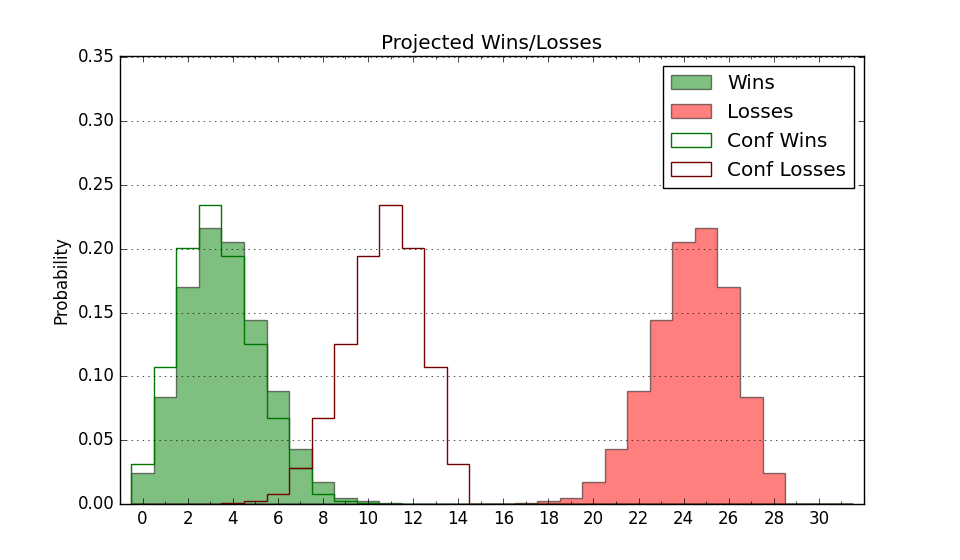 Projected Wins/Losses
0.35
0.30
0.25
0.20
0.15
0.10
0.05
0.00
Probability
Wins
Losses
Conf Wins
Conf Losses
0 2 4 6 8 10 12 14 16 18 20 22 24 26 28 30